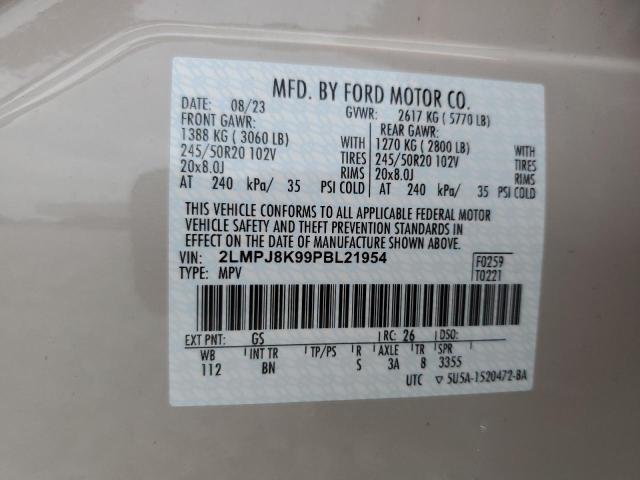 MFD. BY FORD MOTOR CO.
DATE: 08/23 GVWR: 2617 KG ( 5770 LB)
FRONT GAWR: REAR GAWR:
1388 KG ( 3060 LB) WITH 1270 KG ( 2800 LB) WITH
245/50R20 102V TIRES 245/50R20 102V TIRES
20x8.0J RIMS 20x8.0J RIMS
AT 240 kPa/ 35 PSI COLD AT 240 kPa/ 35 PSI COLD
THIS VEHICLE CONFORMS TO ALL APPLICABLE FEDERAL MOTOR
VEHICLE SAFETY AND THEFT PREVENTION STANDARDS IN
EFFECT ON THE DATE OF MANUFACTURE SHOWN ABOVE.
VIN: 2LMPJ8K99PBL21954 F0259
TYPE: MPV T0221
EXT PNT: GS RC: 26 DSO:
WB INT TR TP/PS R AXLE TR SPR
112 BN S 3A 8 3355
UTC ▽ 5U5A-1520472-BA